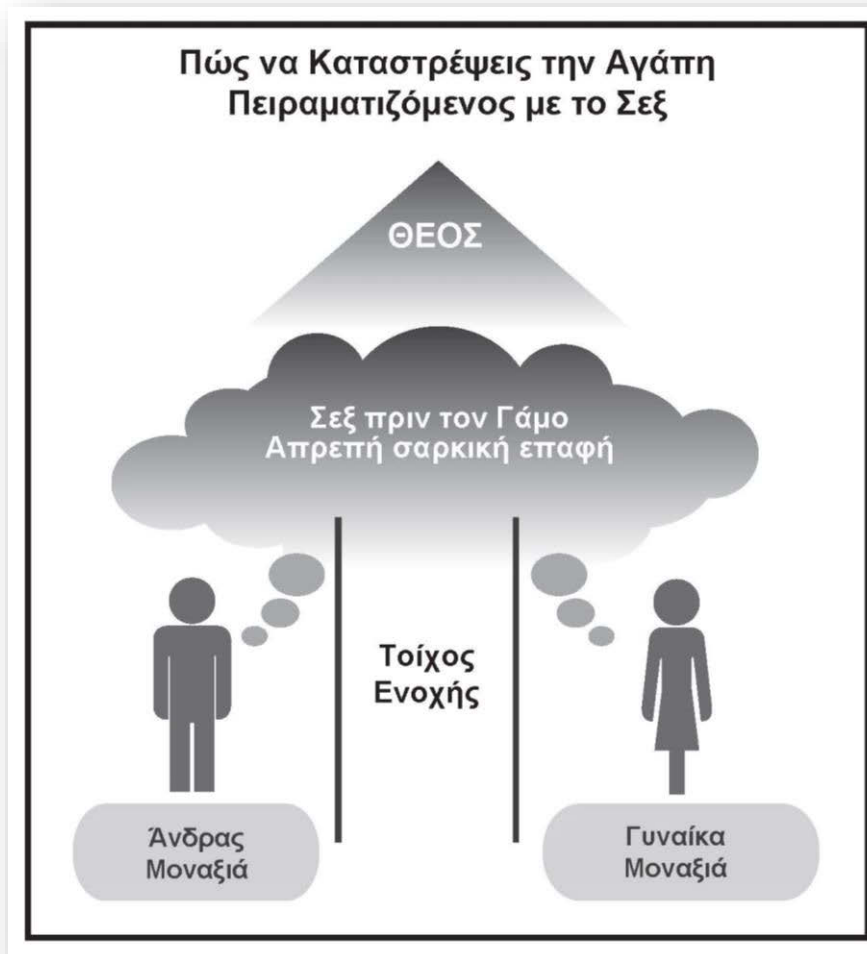 Πώς να Καταστρέψεις την Αγάπη
Πειραματιζόμενος με το Σεξ
ΘΕΟΣ
Σεξ πριν τον Γάμο
Απρεπή σαρκική επαφή
Τοίχος
Ενοχής
Άνδρας
Μοναξιά
Γυναίκα
Μοναξιά